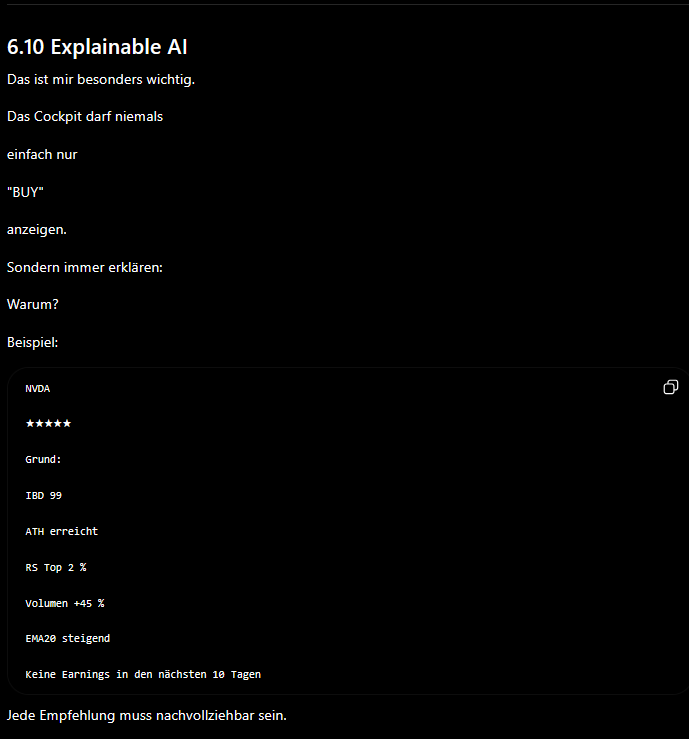 6.10 Explainable AI
Das ist mir besonders wichtig.
Das Cockpit darf niemals
einfach nur
"BUY"
anzeigen.
Sondern immer erklären:
Warum?
Beispiel:
NVDA
★★★★★
Grund:
IBD 99
ATH erreicht
RS Top 2 %
Volumen +45 %
EMA20 steigend
Keine Earnings in den nächsten 10 Tagen
Jede Empfehlung muss nachvollziehbar sein.